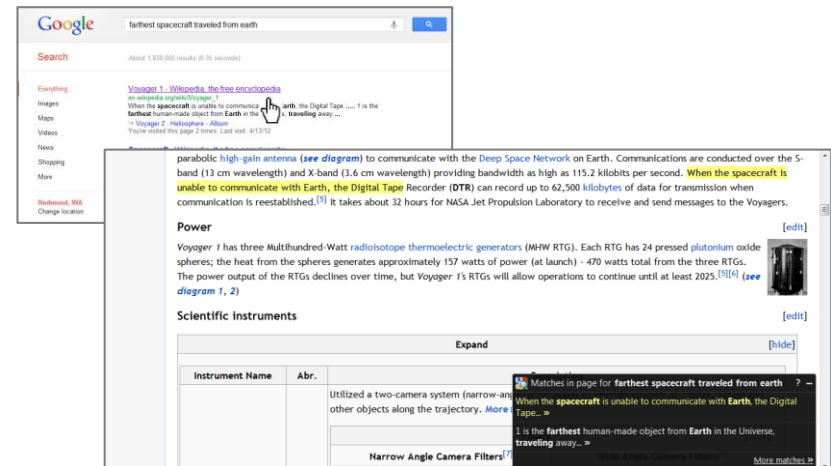 Google
farthest spacecraft traveled from earth
Search
About 1,830,000 results (0.35 seconds)
Everything
Images
Maps
Videos
News
Shopping
More
Redmond, WA
Change location
Voyager 1 - Wikipedia, the free encyclopedia
en.wikipedia.org/wiki/Voyager_1
When the spacecraft is unable to communica arth, the Digital Tape ..... 1 is the
farthest human-made object from Earth in the s, traveling away ...
Voyager 2 - Heliosphere - Album
You've visited this page 2 times. Last visit: 4/13/12
parabolic high-gain antenna (see diagram) to communicate with the Deep Space Network on Earth. Communications are conducted over the S-
band (13 cm wavelength) and X-band (3.6 cm wavelength) providing bandwidth as high as 115.2 kilobits per second. When the spacecraft is
unable to communicate with Earth, the Digital Tape Recorder (DTR) can record up to 62,500 kilobytes of data for transmission when
communication is reestablished.[5] It takes about 32 hours for NASA Jet Propulsion Laboratory to receive and send messages to the Voyagers.
Power [edit]
Voyager 1 has three Multihundred-Watt radioisotope thermoelectric generators (MHW RTG). Each RTG has 24 pressed plutonium oxide
spheres; the heat from the spheres generates approximately 157 watts of power (at launch) - 470 watts total from the three RTGs.
The power output of the RTGs declines over time, but Voyager 1's RTGs will allow operations to continue until at least 2025.[5][6] (see
diagram 1, 2)
Scientific instruments [edit]
Expand [hide]
Instrument Name Abr.
Utilized a two-camera system (narrow-ang
other objects along the trajectory. More
Narrow Angle Camera Filters[7]
Matches in page for farthest spacecraft traveled from earth ? –
When the spacecraft is unable to communicate with Earth, the Digital
Tape... »
1 is the farthest human-made object from Earth in the Universe,
traveling away... »
More matches »